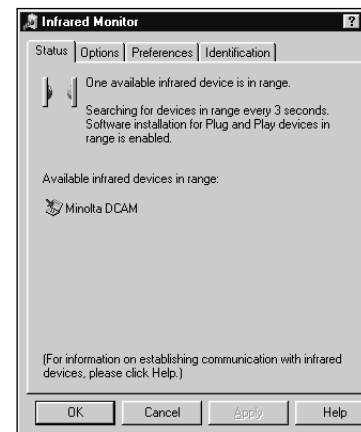 Infrared Monitor
?
Status Options Preferences Identification
One available infrared device is in range.
Searching for devices in range every 3 seconds.
Software installation for Plug and Play devices in
range is enabled.
Available infrared devices in range:
Minolta DCAM
(For information on establishing communication with infrared
devices, please click Help.)
OK Cancel Apply Help